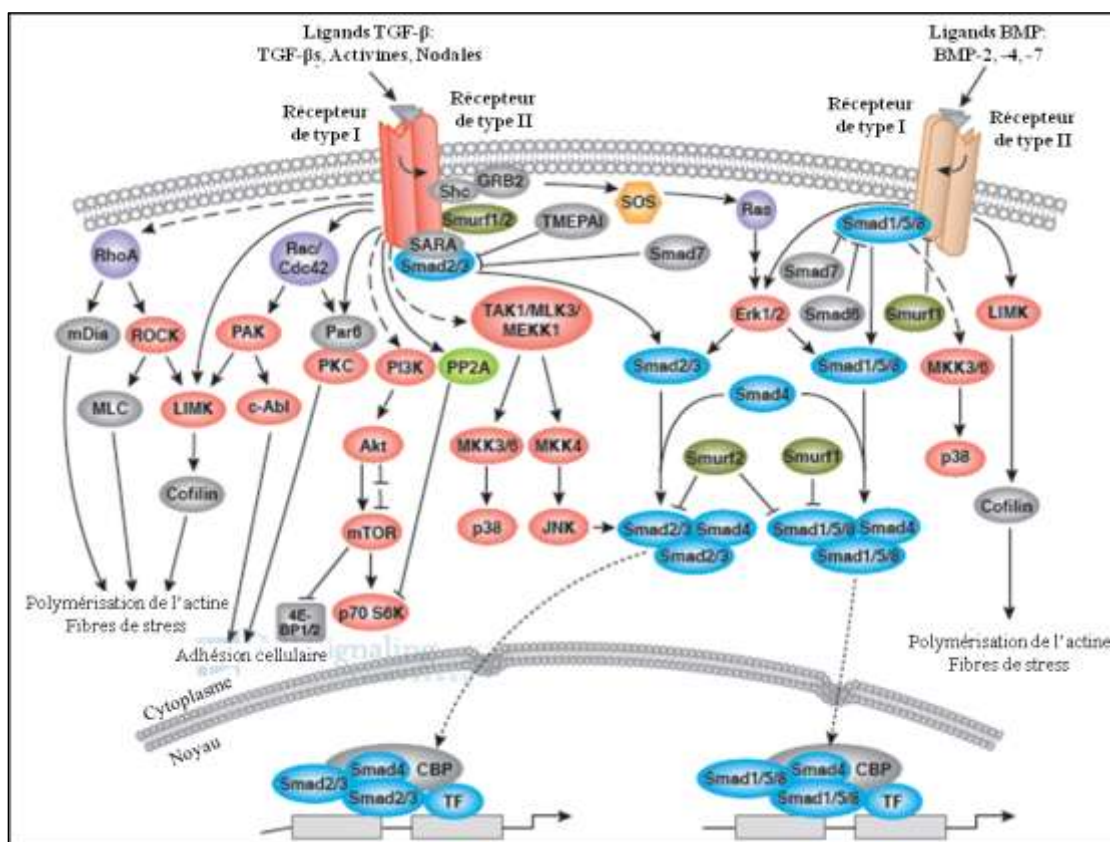 Ligands TGF-β:
TGF-βs, Activines, Nodales
Ligands BMP:
BMP-2, -4, -7
Récepteur
de type I
Récepteur
de type II
Récepteur
de type I
Récepteur
de type II
GRB2
Shc
SOS
Ras
Smurf1/2
TMEPAI
SARA
Smad2/3
Smad7
Smad1/5/8
RhoA
Rac/
Cdc42
Smad7
Smad6
Smurf1
LIMK
mDia
ROCK
PAK
Par6
PKC
PI3K
PP2A
TAK1/MLK3/
MEKK1
Erk1/2
Smad2/3
Smad1/5/8
MKK3/6
MLC
LIMK
c-Abl
Smad4
Akt
MKK3/6
MKK4
Smurf2
Smurf1
p38
Cofilin
Cofilin
mTOR
p38
JNK
Smad2/3
Smad4
Smad2/3
Smad1/5/8
Smad4
Smad1/5/8
4E-
BP1/2
p70 S6K
Polymérisation de l'actine
Fibres de stress
Adhésion cellulaire
Polymérisation de l'actine
Fibres de stress
Signaling
Cytoplasme
Noyau
Smad4
CBP
Smad2/3
Smad2/3
TF
Smad4
CBP
Smad1/5/8
Smad1/5/8
TF